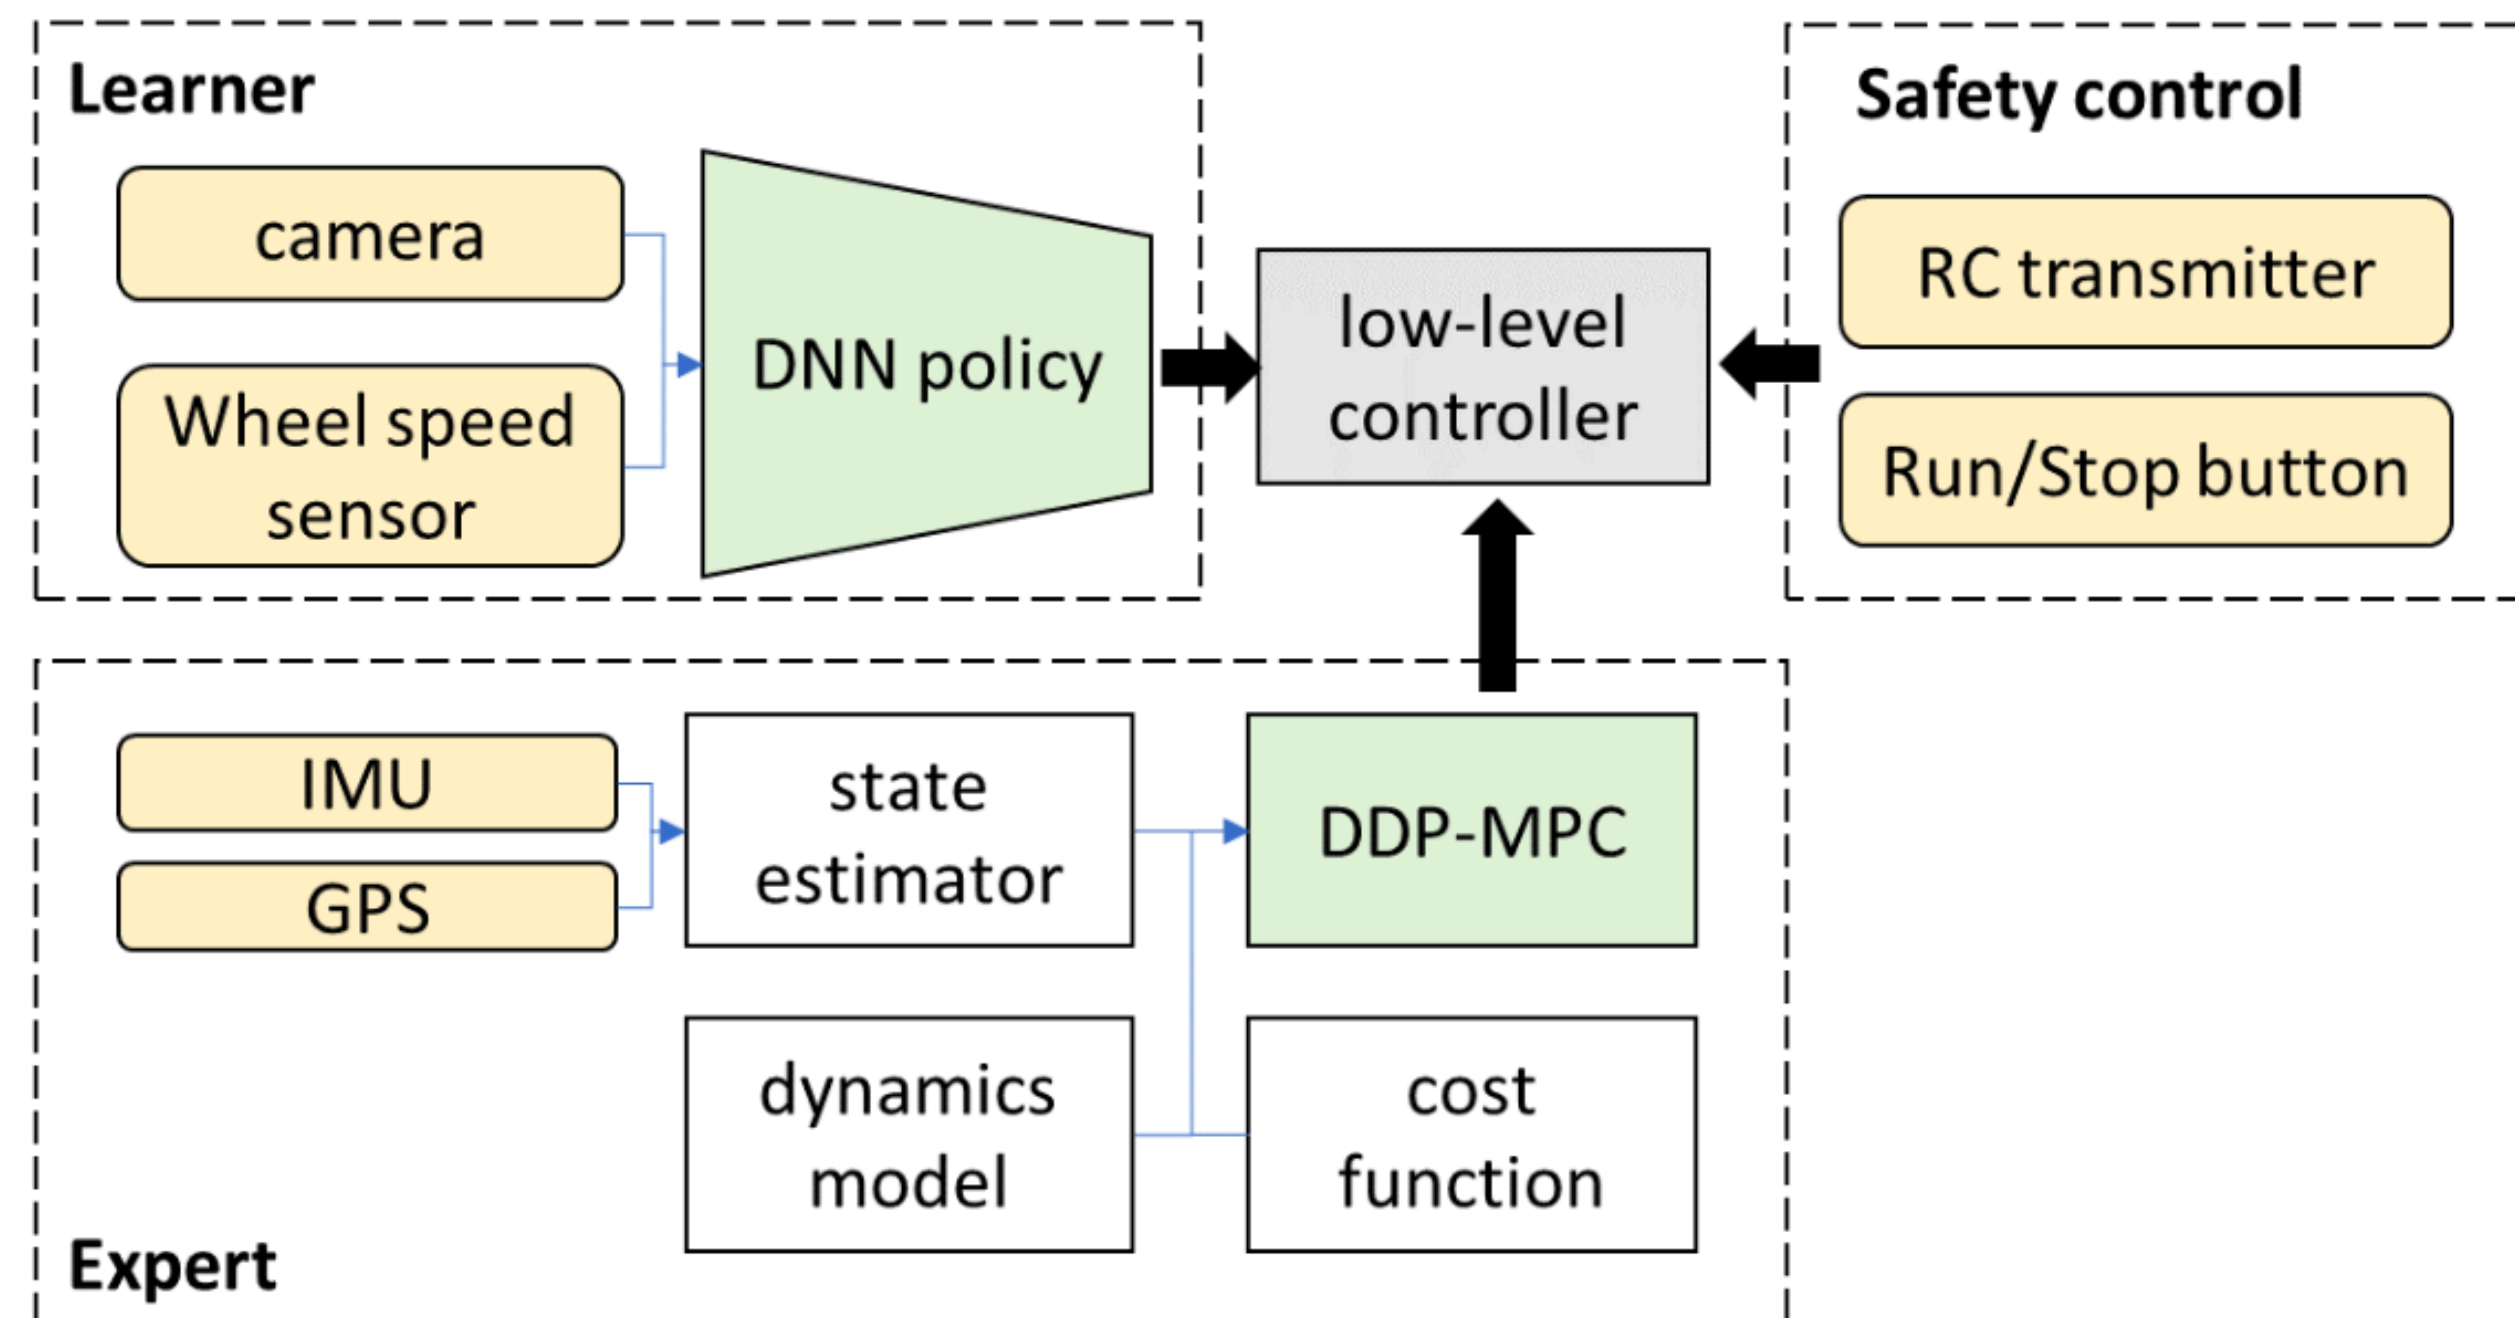 Learner
camera
Wheel speed
sensor
DNN policy
low-level
controller
Safety control
RC transmitter
Run/Stop button
IMU
GPS
state
estimator
DDP-MPC
dynamics
model
cost
function
Expert